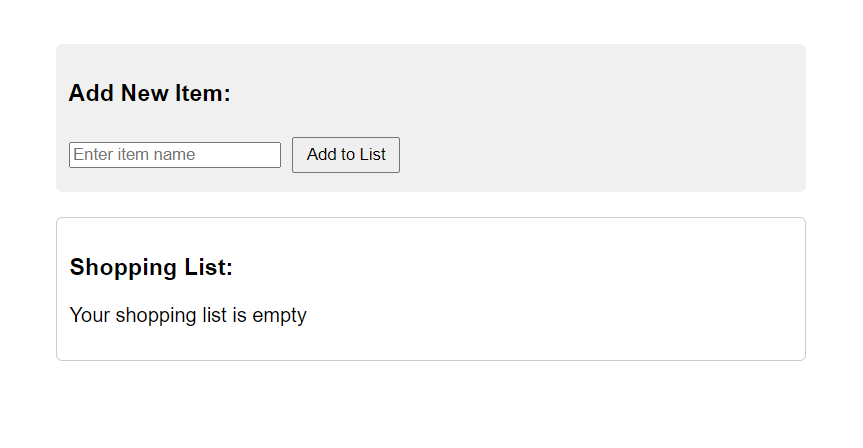 Add New Item:
Enter item name Add to List
Shopping List:
Your shopping list is empty